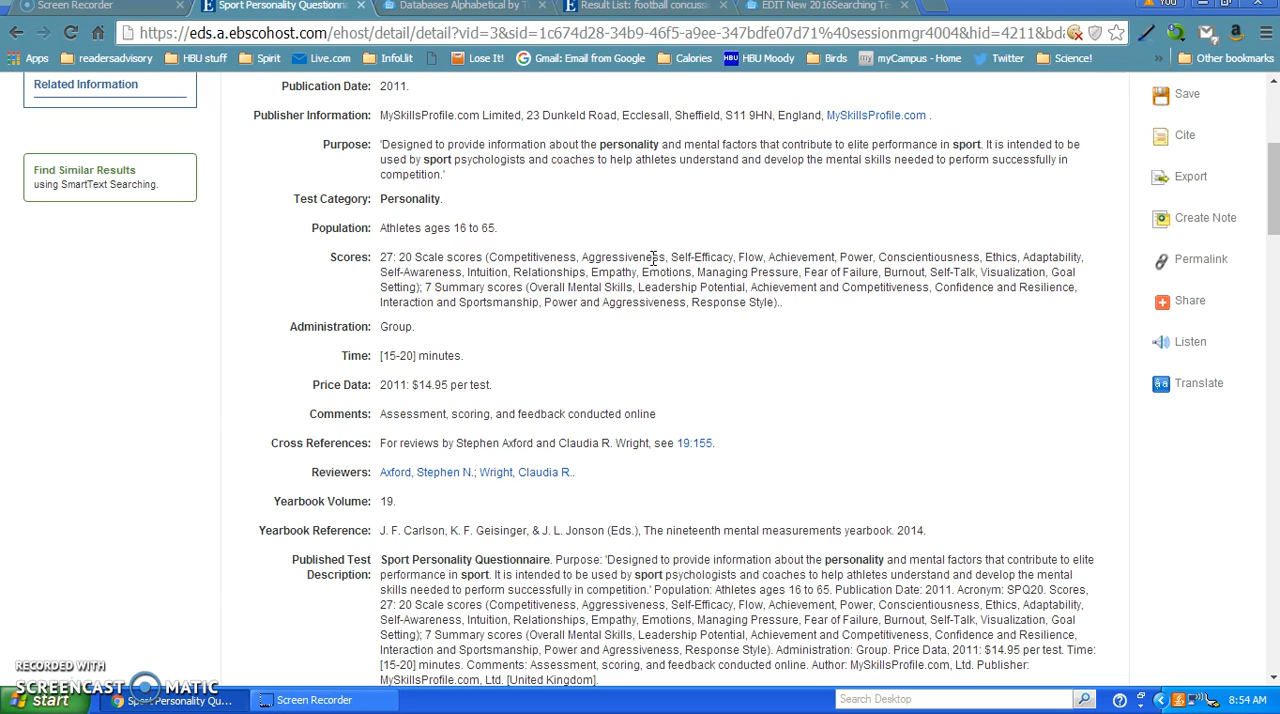 Screen Recorder
Sport Personality Questionn
Databases Alphabetical by T
Result List: football concuss
EDIT New 2016Searching Te
You
https://eds.a.ebscohost.com/ehost/detail/detail?vid=3&sid=1c674d28-34b9-46f5-a9ee-347bdfe07d71%40sessionmgr4004&hid=4211&bd
Apps readersadvisory HBU stuff Spirit Live.com InfoLit Lose It! Gmail: Email from Google Calories HBU Moody Birds myCampus - Home Twitter Science! » Other bookmarks
Related Information
Find Similar Results
using SmartText Searching.
Publication Date: 2011.
Publisher Information: MySkillsProfile.com Limited, 23 Dunkeld Road, Ecclesall, Sheffield, S11 9HN, England, MySkillsProfile.com .
Purpose: 'Designed to provide information about the personality and mental factors that contribute to elite performance in sport. It is intended to be
used by sport psychologists and coaches to help athletes understand and develop the mental skills needed to perform successfully in
competition.'
Test Category: Personality.
Population: Athletes ages 16 to 65.
Scores: 27: 20 Scale scores (Competitiveness, Aggressiveness, Self-Efficacy, Flow, Achievement, Power, Conscientiousness, Ethics, Adaptability,
Self-Awareness, Intuition, Relationships, Empathy, Emotions, Managing Pressure, Fear of Failure, Burnout, Self-Talk, Visualization, Goal
Setting); 7 Summary scores (Overall Mental Skills, Leadership Potential, Achievement and Competitiveness, Confidence and Resilience,
Interaction and Sportsmanship, Power and Aggressiveness, Response Style)..
Administration: Group.
Time: [15-20] minutes.
Price Data: 2011: $14.95 per test.
Comments: Assessment, scoring, and feedback conducted online
Cross References: For reviews by Stephen Axford and Claudia R. Wright, see 19:155.
Reviewers: Axford, Stephen N.; Wright, Claudia R..
Yearbook Volume: 19.
Yearbook Reference: J. F. Carlson, K. F. Geisinger, & J. L. Jonson (Eds.), The nineteenth mental measurements yearbook. 2014.
Published Test Description: Sport Personality Questionnaire. Purpose: 'Designed to provide information about the personality and mental factors that contribute to elite
performance in sport. It is intended to be used by sport psychologists and coaches to help athletes understand and develop the mental
skills needed to perform successfully in competition.' Population: Athletes ages 16 to 65. Publication Date: 2011. Acronym: SPQ20. Scores,
27: 20 Scale scores (Competitiveness, Aggressiveness, Self-Efficacy, Flow, Achievement, Power, Conscientiousness, Ethics, Adaptability,
Self-Awareness, Intuition, Relationships, Empathy, Emotions, Managing Pressure, Fear of Failure, Burnout, Self-Talk, Visualization, Goal
Setting); 7 Summary scores (Overall Mental Skills, Leadership Potential, Achievement and Competitiveness, Confidence and Resilience,
Interaction and Sportsmanship, Power and Aggressiveness, Response Style). Administration: Group. Price Data, 2011: $14.95 per test. Time:
[15-20] minutes. Comments: Assessment, scoring, and feedback conducted online. Author: MySkillsProfile.com, Ltd. Publisher:
MySkillsProfile.com, Ltd. [United Kingdom].
Save
Cite
Export
Create Note
Permalink
Share
Listen
Translate
RECORDED WITH
SCREENCAST MATIC
start
Sport Personality Qu...
Screen Recorder
Search Desktop
8:54 AM